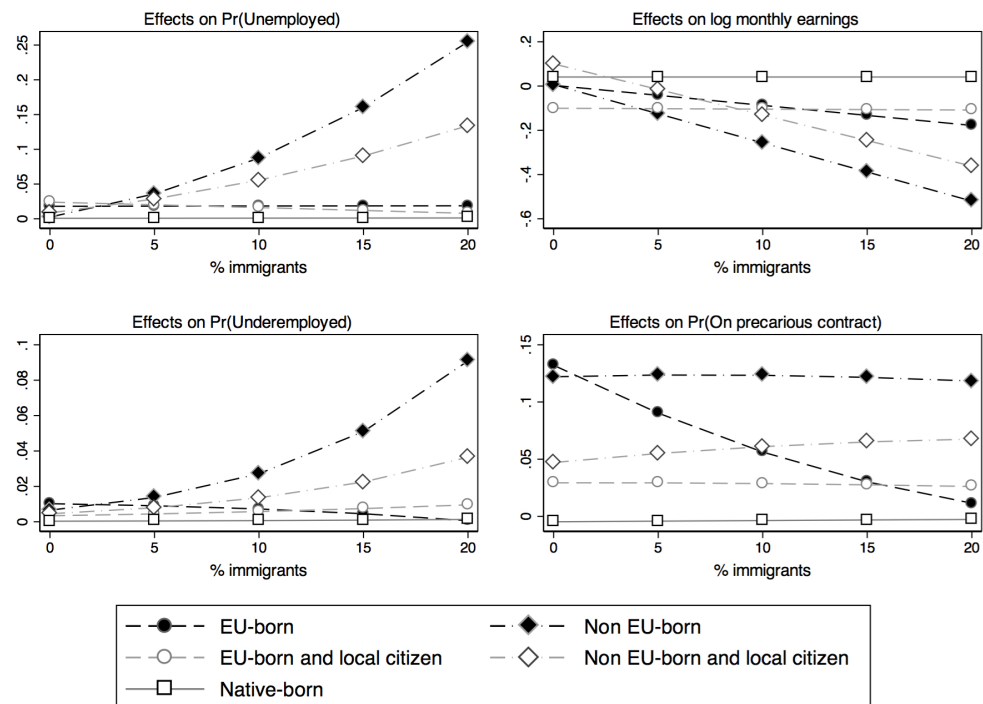 Effects on Pr(Unemployed)
.25
.2
.15
.1
.05
0
0 5 10 15 20
% immigrants
Effects on log monthly earnings
.2
0
-.2
-.4
-.6
0 5 10 15 20
% immigrants
Effects on Pr(Underemployed)
.1
.08
.06
.04
.02
0
0 5 10 15 20
% immigrants
Effects on Pr(On precarious contract)
.15
.1
.05
0
0 5 10 15 20
% immigrants
EU-born
Non EU-born
EU-born and local citizen
Non EU-born and local citizen
Native-born